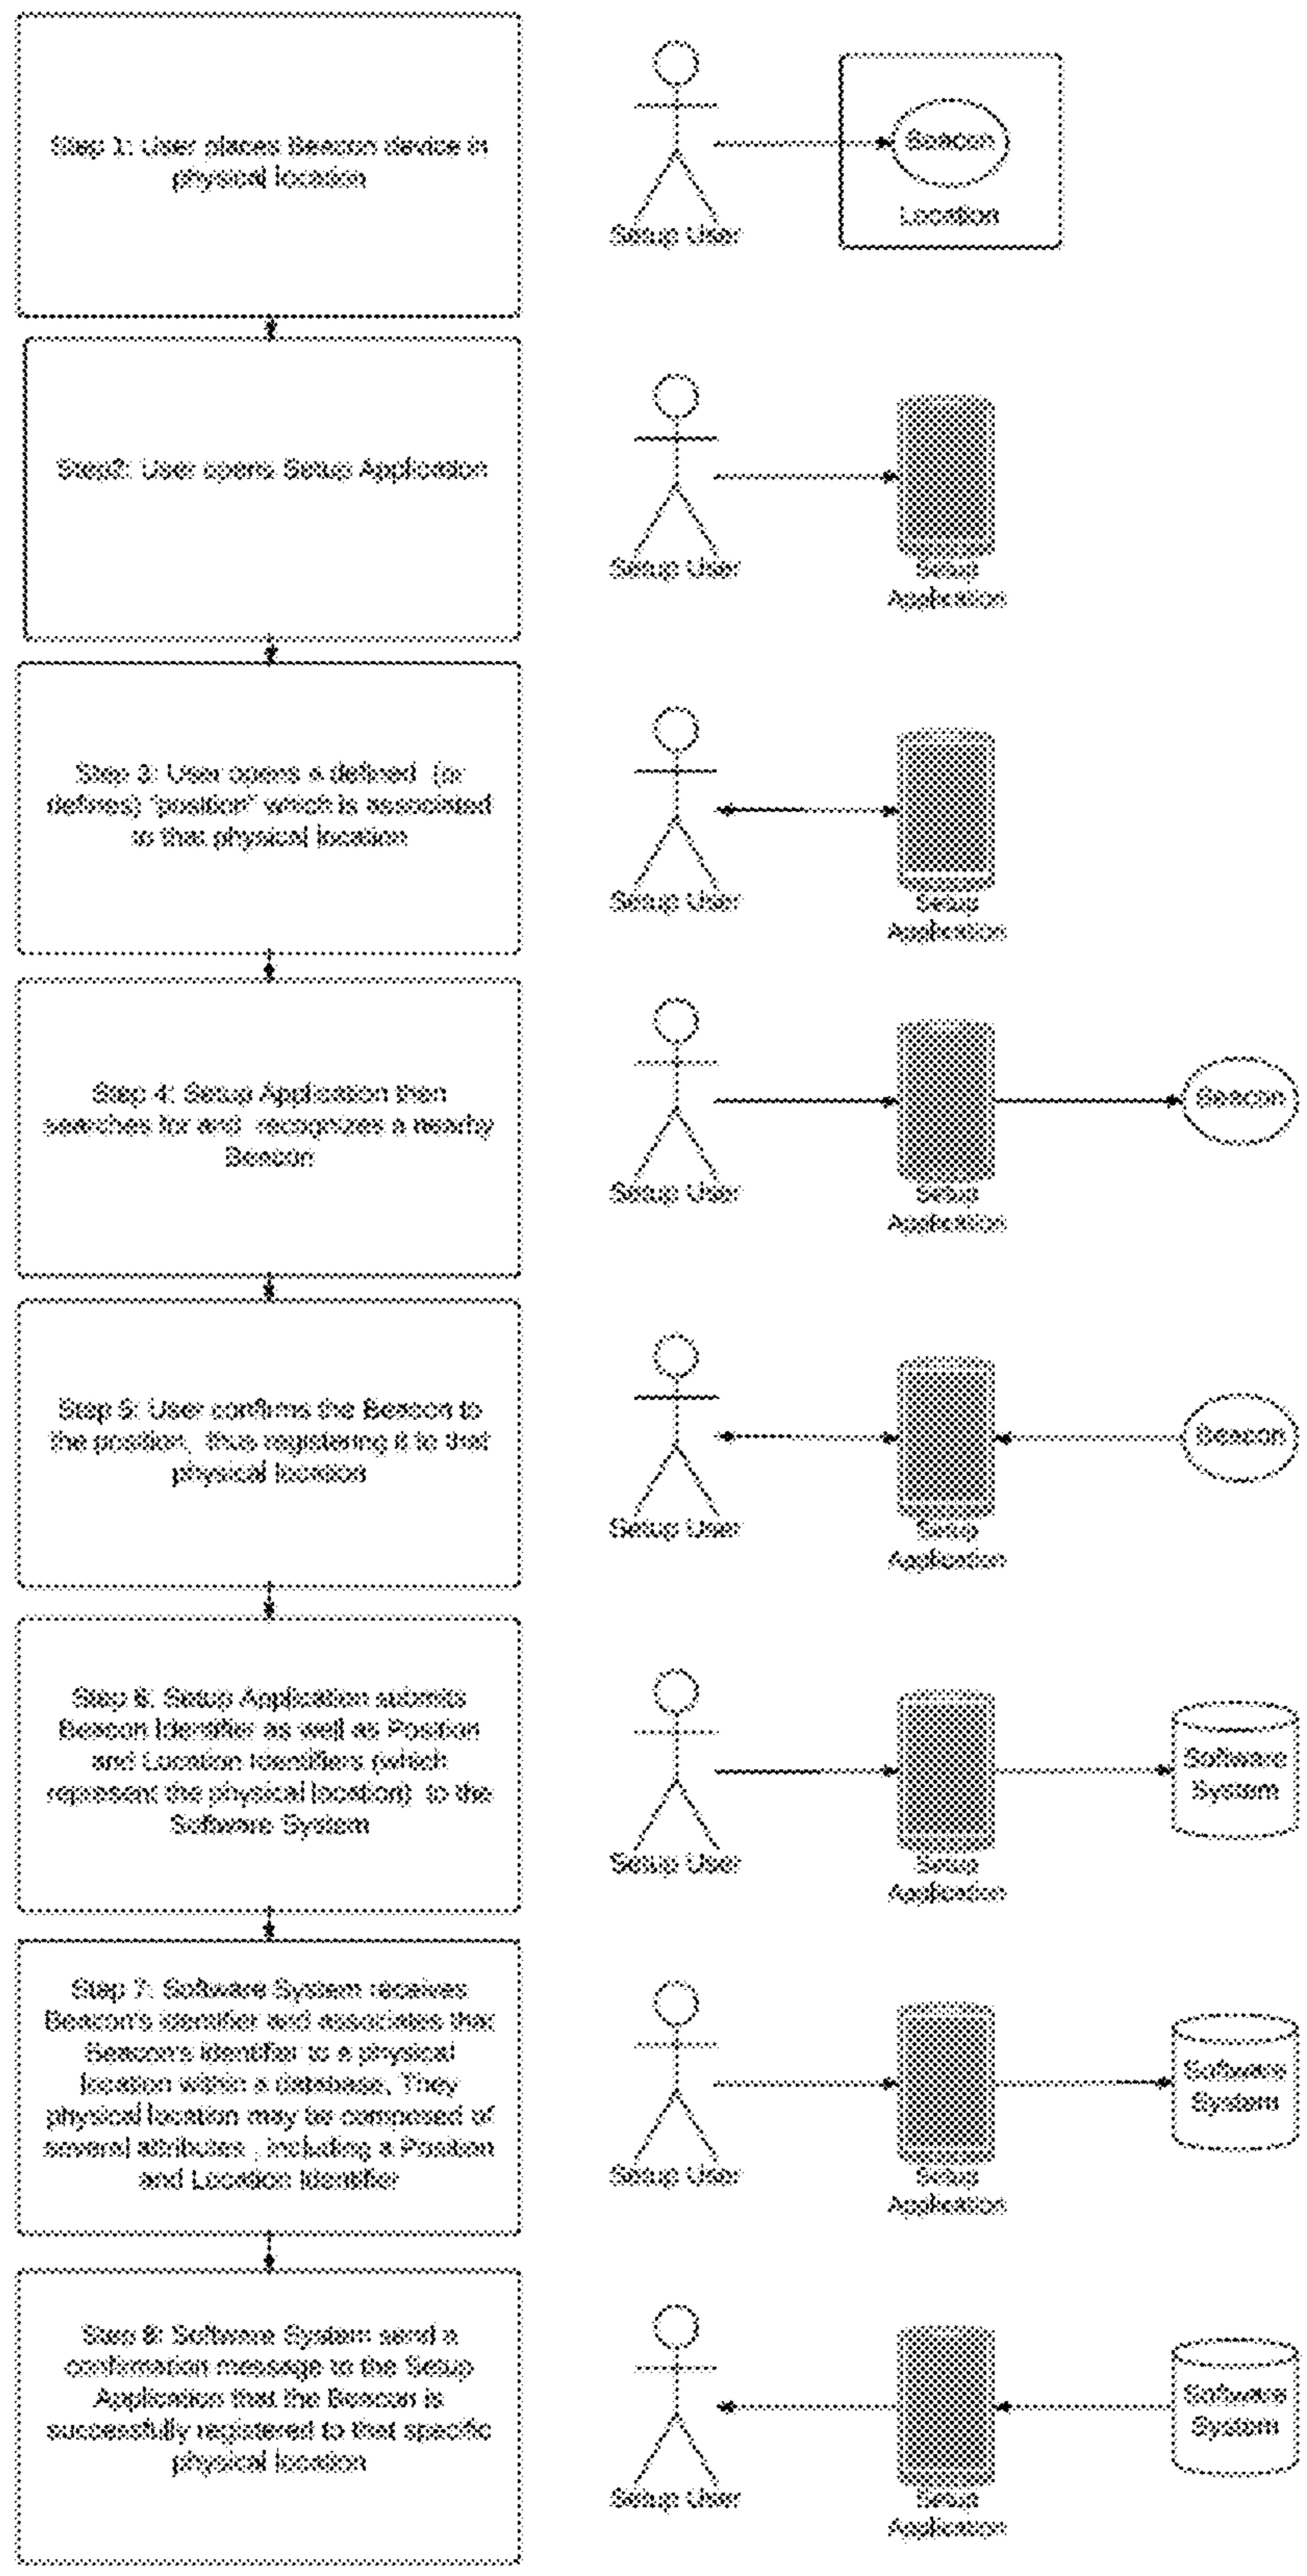 Step 1: User places Beacon device in
physical location
Beacon
Location
Setup User
Step2: User opens Setup Application
Setup User
Setup
Application
Step 3: User opens a defined (or
defines) "position" which is associated
to that physical location
Setup User
Setup
Application
Step 4: Setup Application then
searches for and recognizes a nearby
Beacon
Beacon
Setup User
Setup
Application
Step 5: User confirms the Beacon to
the position, thus registering it to that
physical location
Beacon
Setup User
Setup
Application
Step 6: Setup Application submits
Beacon Identifier as well as Position
and Location Identifiers (which
represent the physical location) to the
Software System
Software
System
Setup User
Setup
Application
Step 7: Software System receives
Beacon's identifier and associates that
Beacon's identifier to a physical
location within a database. They
physical location may be composed of
several attributes , including a Position
and Location Identifier
Software
System
Setup User
Setup
Application
Step 8: Software System send a
confirmation message to the Setup
Application that the Beacon is
successfully registered to that specific
physical location
Software
System
Setup User
Setup
Application